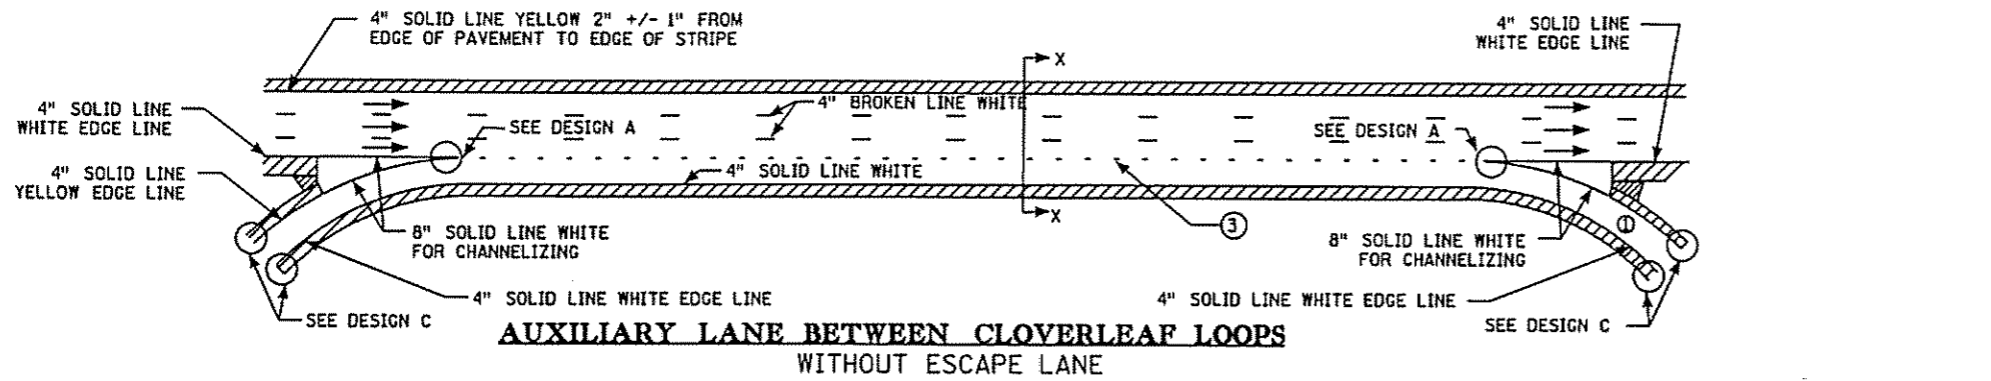 4" SOLID LINE YELLOW 2" +/- 1" FROM
EDGE OF PAVEMENT TO EDGE OF STRIPE
4" SOLID LINE
WHITE EDGE LINE
X
4" SOLID LINE
WHITE EDGE LINE
4" BROKEN LINE WHITE
SEE DESIGN A
SEE DESIGN A
4" SOLID LINE
YELLOW EDGE LINE
4" SOLID LINE WHITE
X
3
1
8" SOLID LINE WHITE
FOR CHANNELIZING
8" SOLID LINE WHITE
FOR CHANNELIZING
4" SOLID LINE WHITE EDGE LINE
4" SOLID LINE WHITE EDGE LINE
SEE DESIGN C
SEE DESIGN C
AUXILIARY LANE BETWEEN CLOVERLEAF LOOPS
WITHOUT ESCAPE LANE